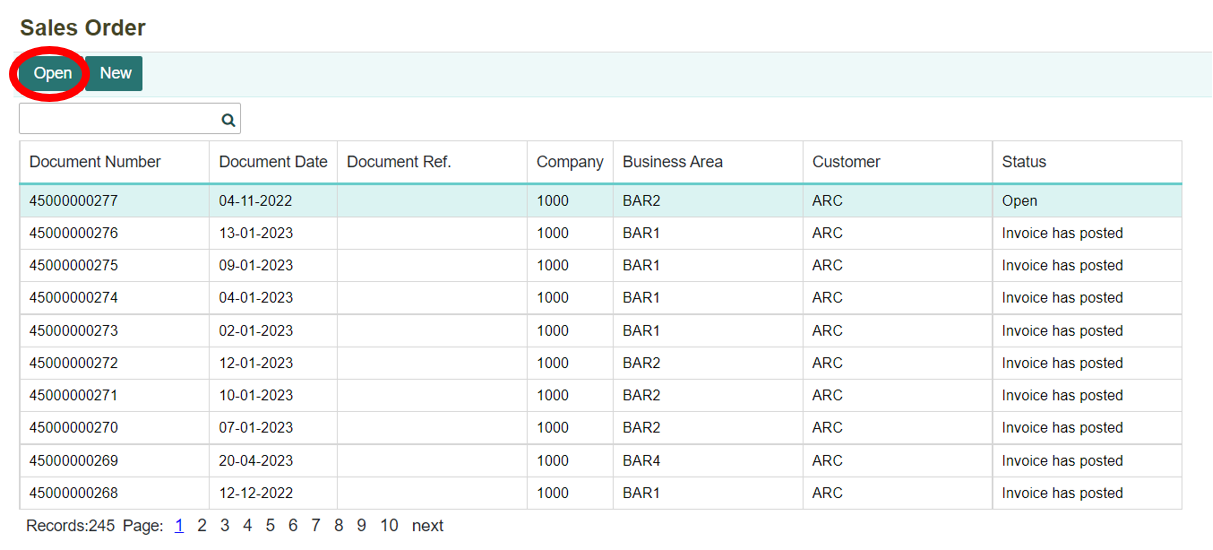 Sales Order
Open New
Document Number Document Date Document Ref. Company Business Area Customer Status
45000000277 04-11-2022 1000 BAR2 ARC Open
45000000276 13-01-2023 1000 BAR1 ARC Invoice has posted
45000000275 09-01-2023 1000 BAR1 ARC Invoice has posted
45000000274 04-01-2023 1000 BAR1 ARC Invoice has posted
45000000273 02-01-2023 1000 BAR1 ARC Invoice has posted
45000000272 12-01-2023 1000 BAR2 ARC Invoice has posted
45000000271 10-01-2023 1000 BAR2 ARC Invoice has posted
45000000270 07-01-2023 1000 BAR2 ARC Invoice has posted
45000000269 20-04-2023 1000 BAR4 ARC Invoice has posted
45000000268 12-12-2022 1000 BAR1 ARC Invoice has posted
Records:245 Page: 1 2 3 4 5 6 7 8 9 10 next